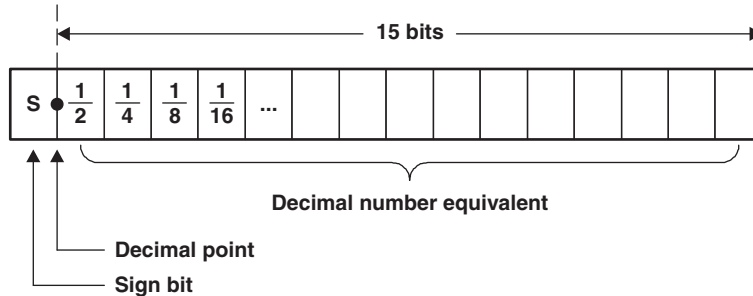 15 bits
S 1/2 1/4 1/8 1/16 ...
Decimal number equivalent
Decimal point
Sign bit